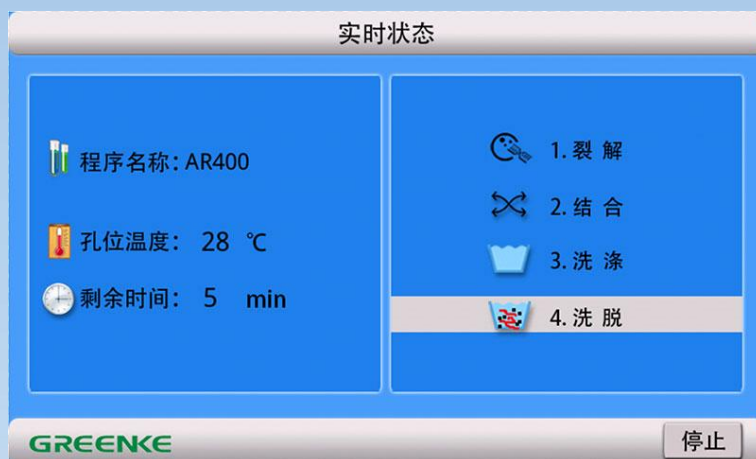 实时状态
程序名称：AR400
孔位温度： 28 ℃
剩余时间： 5 min
1. 裂 解
2. 结 合
3. 洗 涤
4. 洗 脱
GREENKE
停止